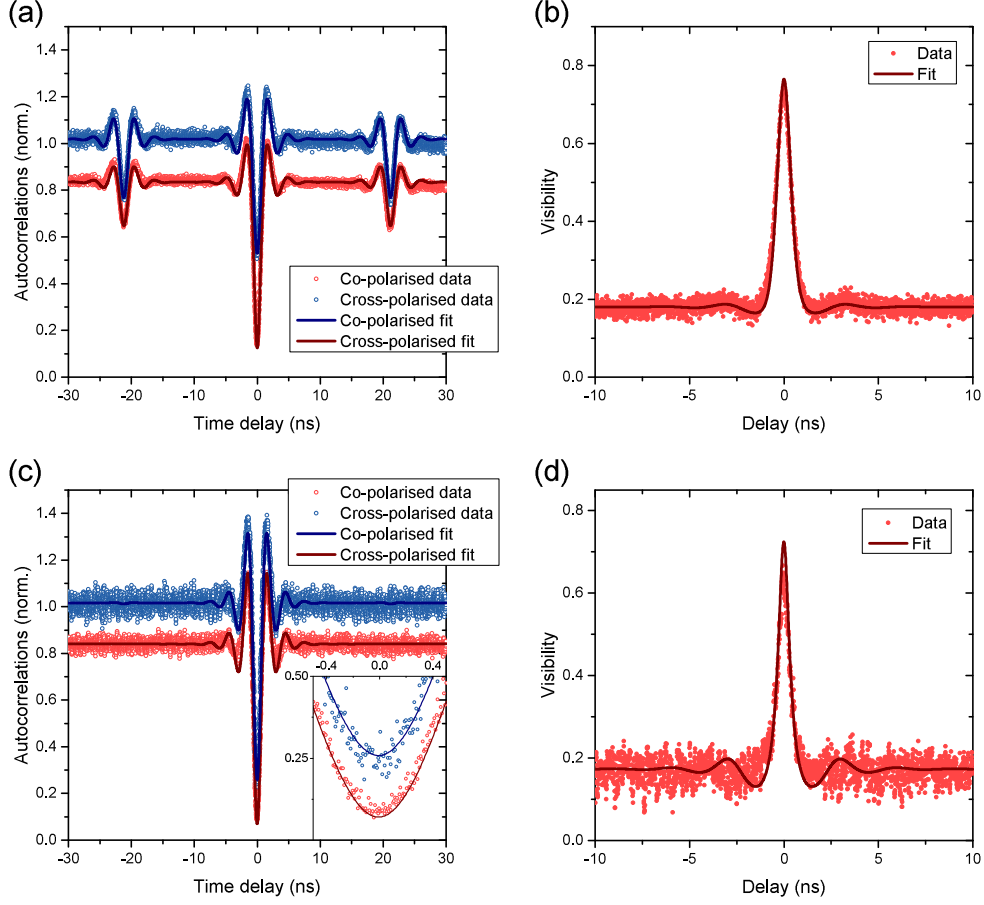 (a)
Autocorrelations (norm.)
1.4
1.2
1.0
0.8
0.6
0.4
0.2
0.0
-30 -20 -10 0 10 20 30
Time delay (ns)
Co-polarised data
Cross-polarised data
Co-polarised fit
Cross-polarised fit
(b)
Visibility
0.8
0.6
0.4
0.2
0.0
-10 -5 0 5 10
Delay (ns)
Data
Fit
(c)
Autocorrelations (norm.)
1.4
1.2
1.0
0.8
0.6
0.4
0.2
0.0
-30 -20 -10 0 10 20 30
Time delay (ns)
Co-polarised data
Cross-polarised data
Co-polarised fit
Cross-polarised fit
-0.4 0.0 0.4
0.50
0.25
(d)
Visibility
0.8
0.6
0.4
0.2
0.0
-10 -5 0 5 10
Delay (ns)
Data
Fit